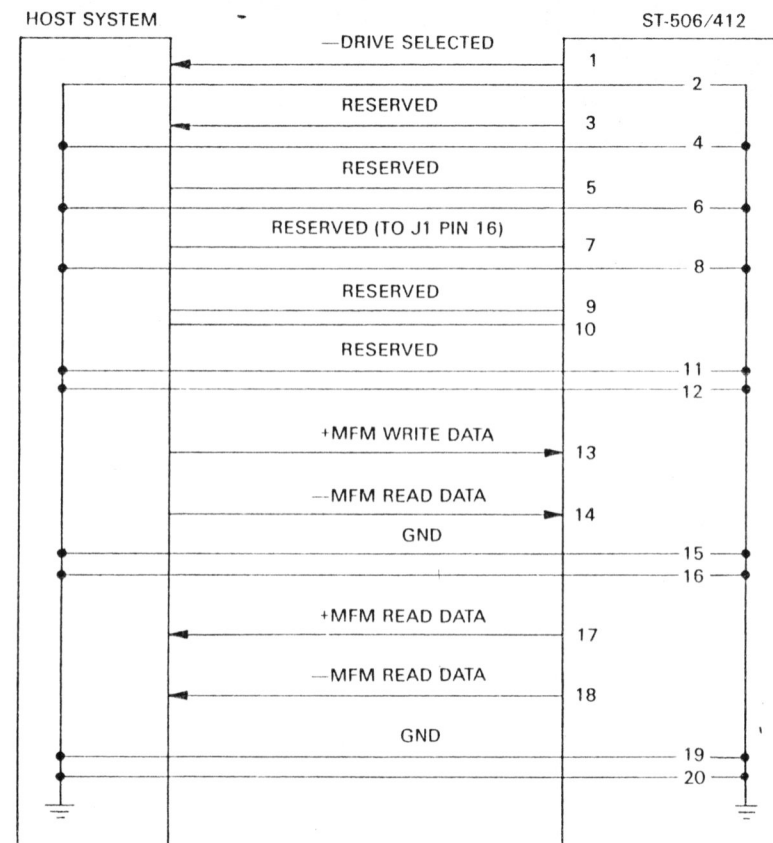 HOST SYSTEM ST-506/412
—DRIVE SELECTED
1
2
RESERVED
3
4
RESERVED
5
6
RESERVED (TO J1 PIN 16)
7
8
RESERVED
9
10
RESERVED
11
12
+MFM WRITE DATA
13
—MFM READ DATA
14
GND
15
16
+MFM READ DATA
17
—MFM READ DATA
18
GND
19
20